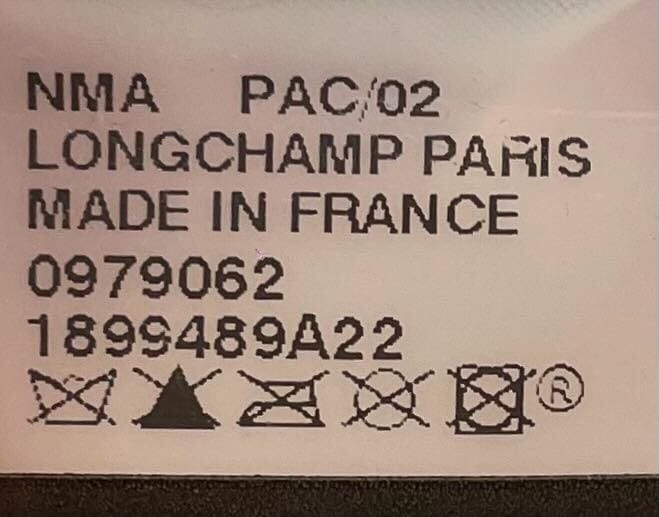 NMA PAC/02
LONGCHAMP PARIS
MADE IN FRANCE
0979062
1899489A22
®